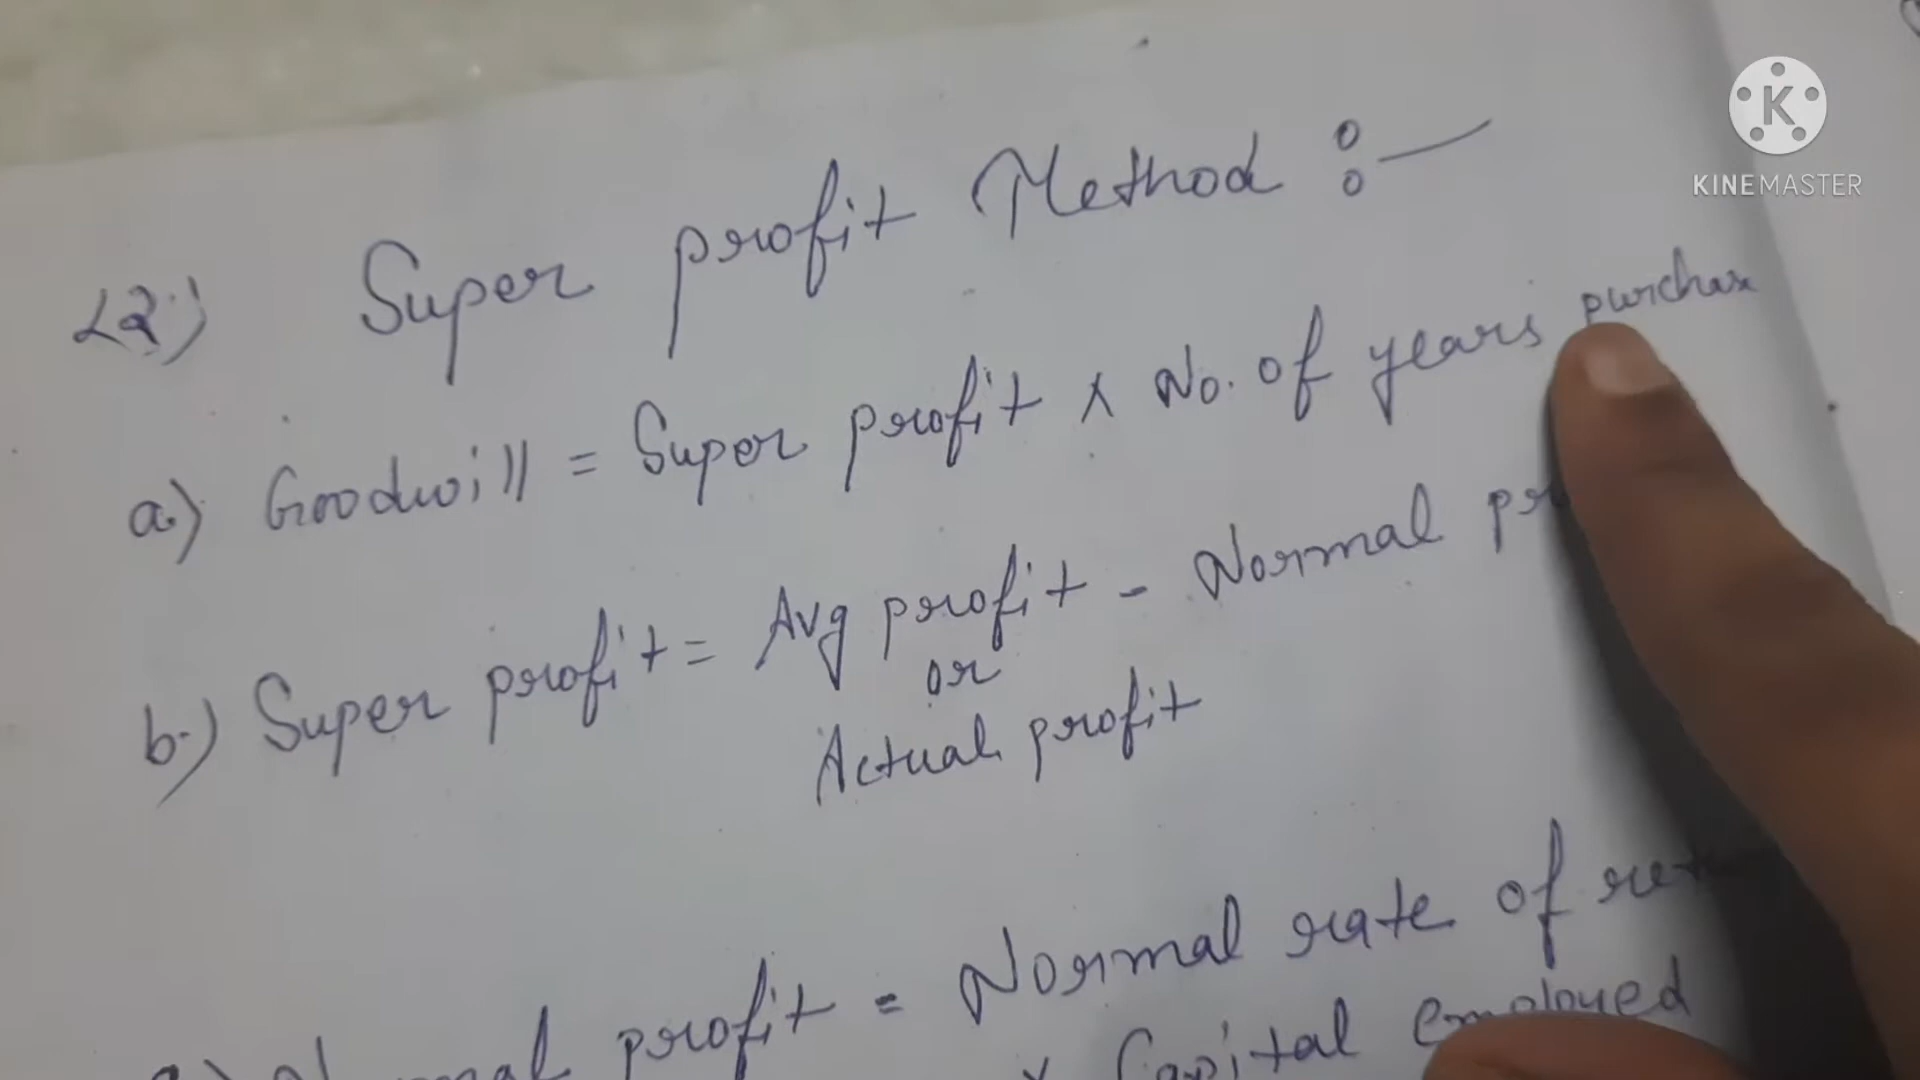 K
KINEMASTER
<2.) Super profit Method :-
a) Goodwill = Super profit x No. of years purchase
b.) Super profit = Avg profit - Normal
or
Actual profit
profit = Normal rate of
x Capital employed